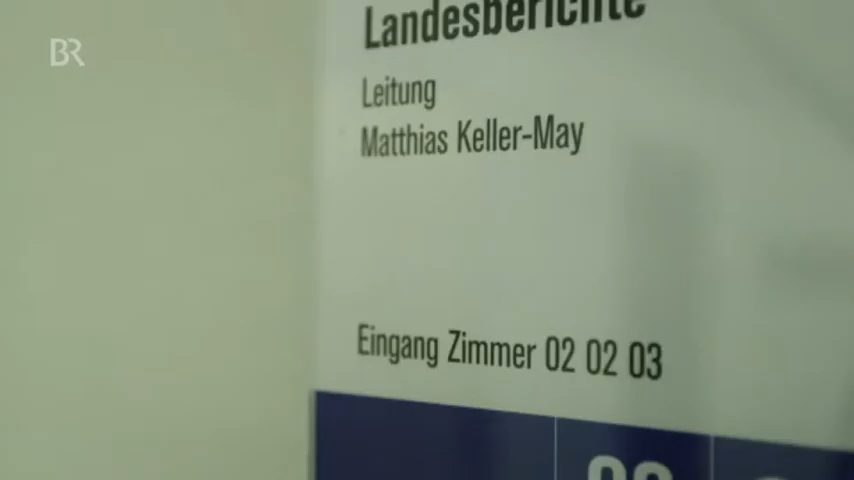 BR
Landesberichte
Leitung
Matthias Keller-May
Eingang Zimmer 02 02 03